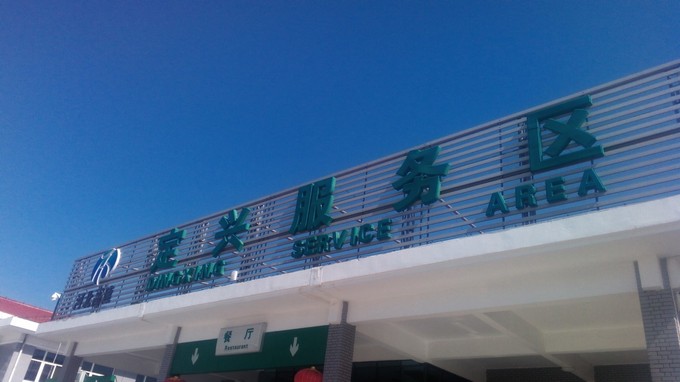 定兴 服务区
DINGXING SERVICE AREA
餐厅
Restaurant